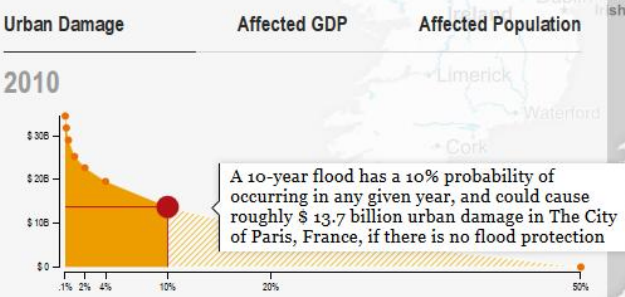 Urban Damage Affected GDP Affected Population
Ireland
Irish
2010
Limerick
Waterford
Cork
$30B
$20B
$10B
$0
A 10-year flood has a 10% probability of
occurring in any given year, and could cause
roughly $ 13.7 billion urban damage in The City
of Paris, France, if there is no flood protection
.1% 2% 4% 10% 20% 50%